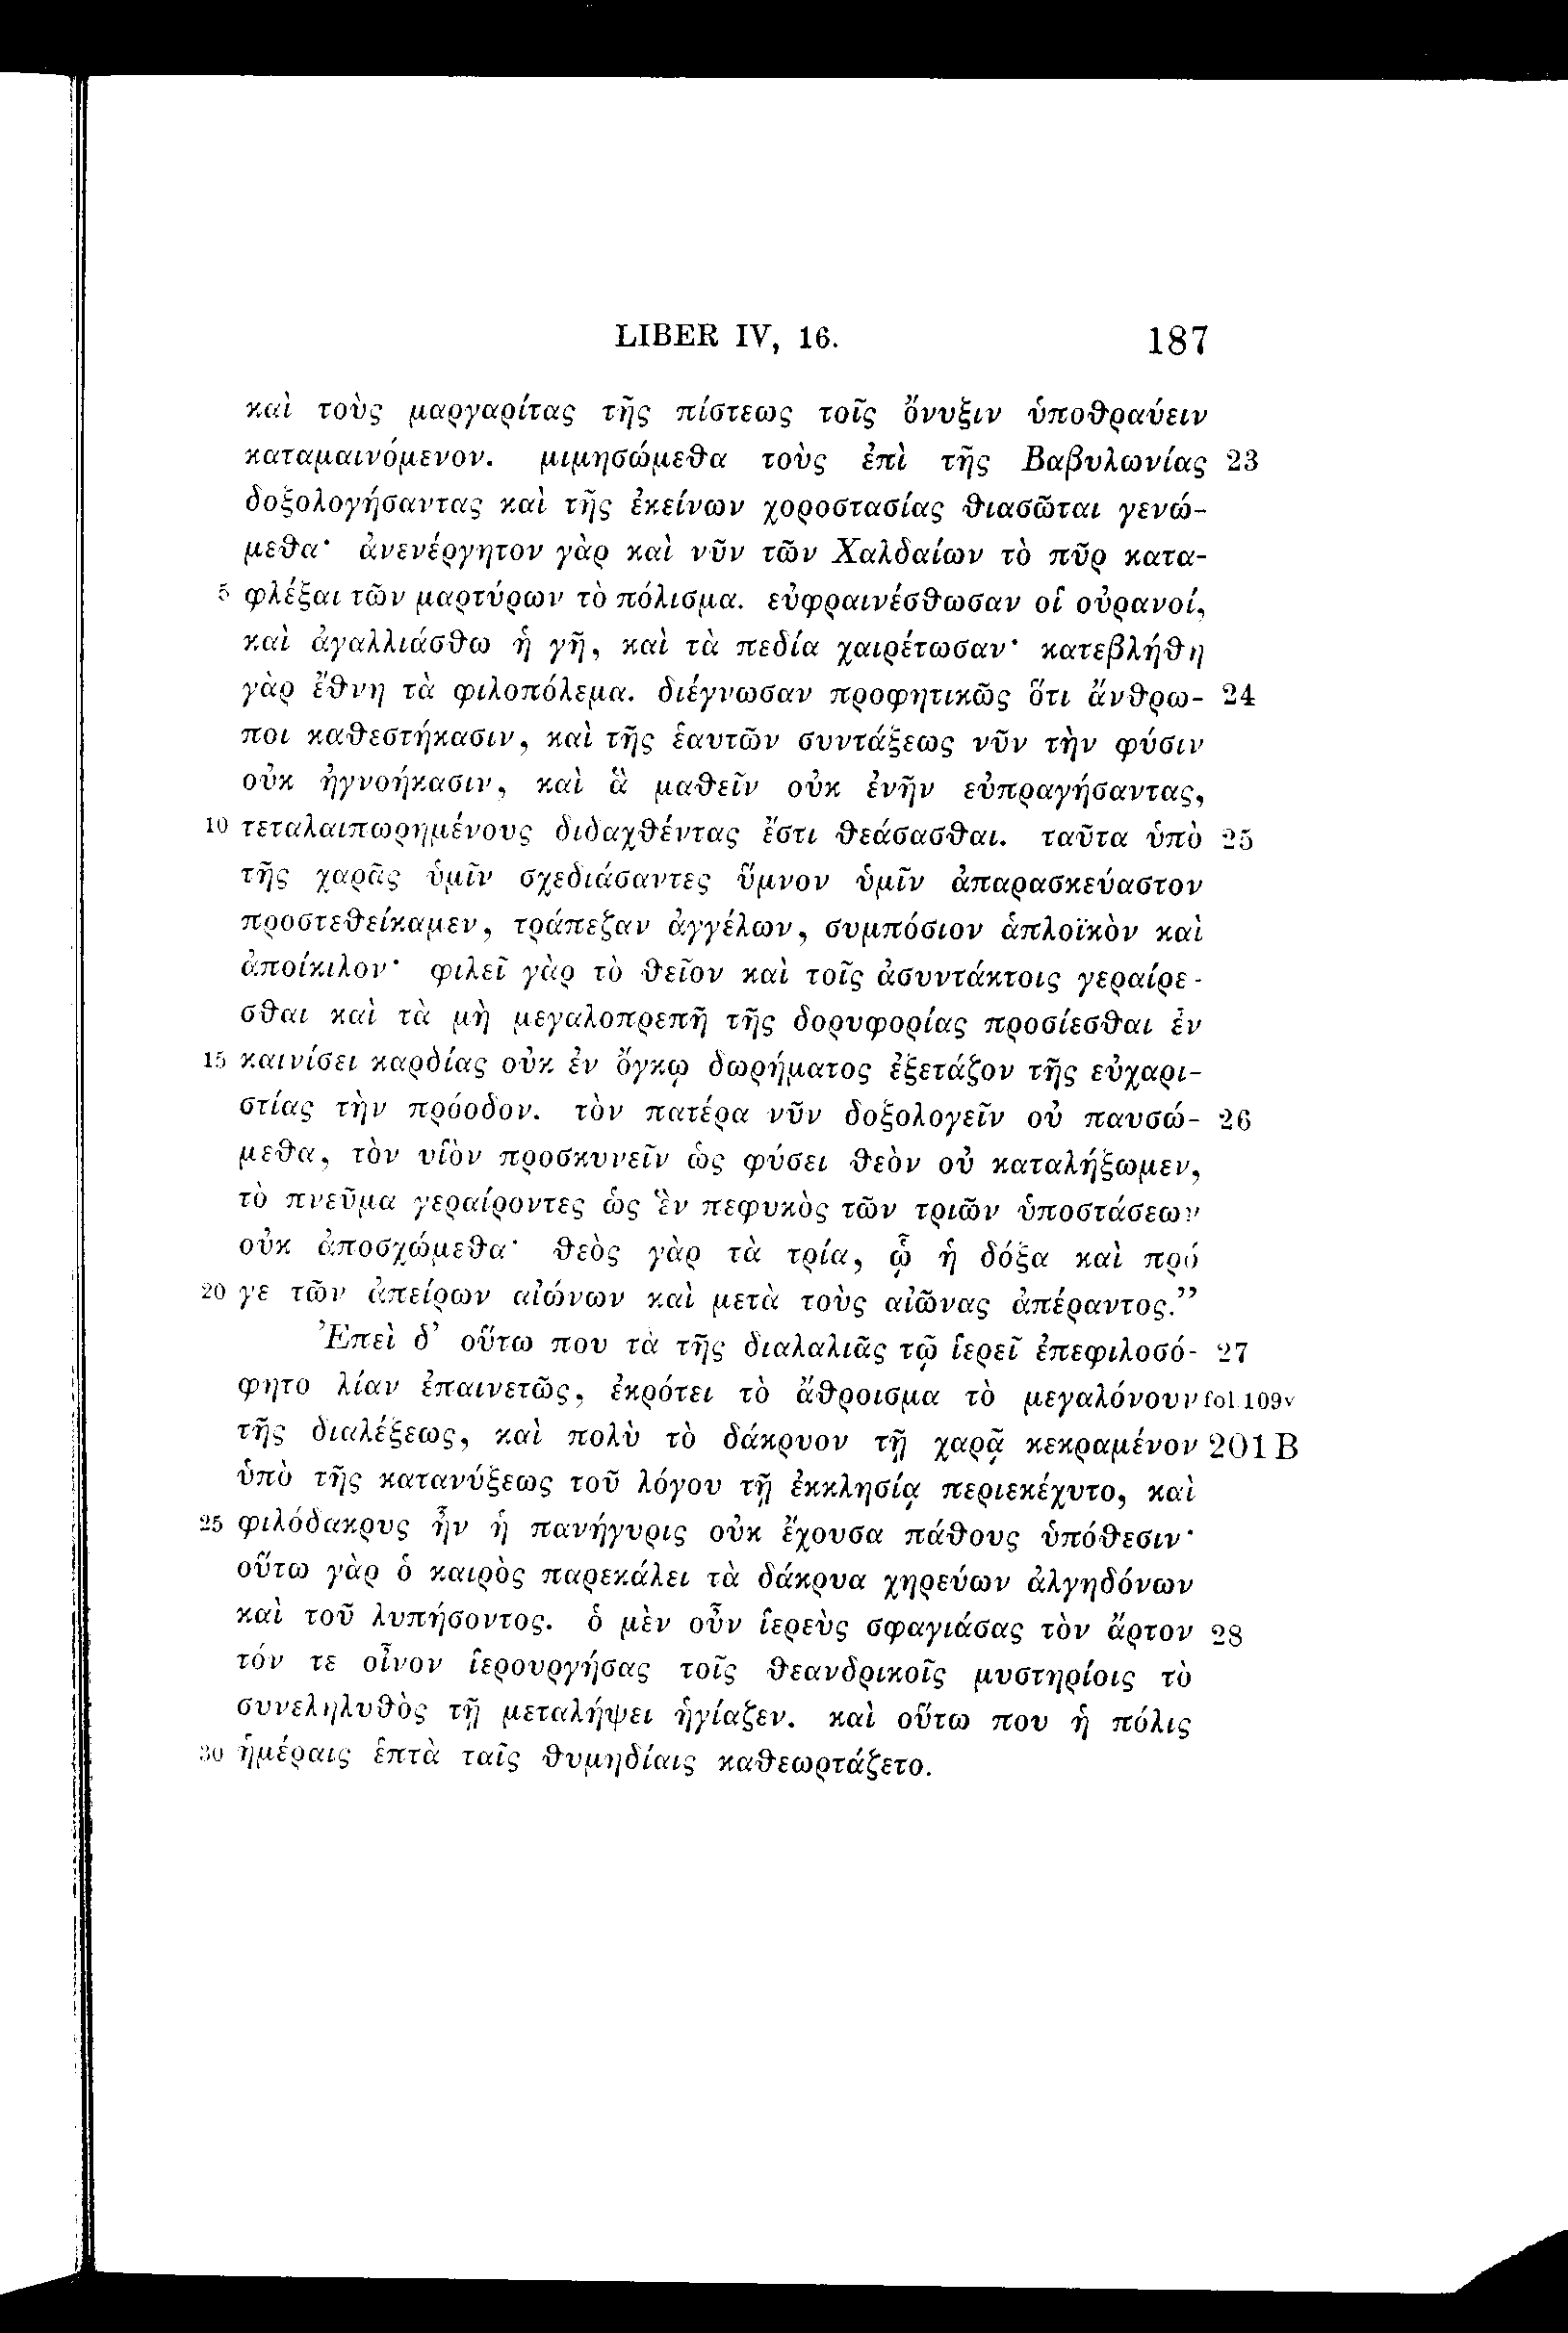 LIBER IV, 16. 187
καὶ τοὺς μαργαρίτας τῆς πίστεως τοῖς ὄνυξιν ὑποθραύειν
καταμαινόμενον. μιμησώμεθα τοὺς ἐπὶ τῆς Βαβυλωνίας 23
δοξολογήσαντας καὶ τῆς ἐκείνων χοροστασίας θιασῶται γενώ-
μεθα· ἀνενέργητον γὰρ καὶ νῦν τῶν Χαλδαίων τὸ πῦρ κατα-
5 φλέξαι τῶν μαρτύρων τὸ πόλισμα. εὐφραινέσθωσαν οἱ οὐρανοί,
καὶ ἀγαλλιάσθω ἡ γῆ, καὶ τὰ πεδία χαιρέτωσαν· κατεβλήθη
γὰρ ἔθνη τὰ φιλοπόλεμα. διέγνωσαν προφητικῶς ὅτι ἄνθρω- 24
ποι καθεστήκασιν, καὶ τῆς ἑαυτῶν συντάξεως νῦν τὴν φύσιν
οὐκ ἠγνοήκασιν, καὶ ἃ μαθεῖν οὐκ ἐνῆν εὐπραγήσαντας,
10 τεταλαιπωρημένους διδαχθέντας ἔστι θεάσασθαι. ταῦτα ὑπὸ 25
τῆς χαρᾶς ὑμῖν σχεδιάσαντες ὕμνον ὑμῖν ἀπαρασκεύαστον
προστεθείκαμεν, τράπεζαν ἀγγέλων, συμπόσιον ἁπλοϊκὸν καὶ
ἀποίκιλον· φιλεῖ γὰρ τὸ θεῖον καὶ τοῖς ἀσυντάκτοις γεραίρε-
σθαι καὶ τὰ μὴ μεγαλοπρεπῆ τῆς δορυφορίας προσίεσθαι ἐν
15 καινίσει καρδίας οὐκ ἐν ὄγκῳ δωρήματος ἐξετάζον τῆς εὐχαρι-
στίας τὴν πρόοδον. τὸν πατέρα νῦν δοξολογεῖν οὐ παυσώ- 26
μεθα, τὸν υἱὸν προσκυνεῖν ὡς φύσει θεὸν οὐ καταλήξωμεν,
τὸ πνεῦμα γεραίροντες ὡς ἓν πεφυκὸς τῶν τριῶν ὑποστάσεων
οὐκ ἀποσχώμεθα· θεὸς γὰρ τὰ τρία, ᾧ ἡ δόξα καὶ πρό
20 γε τῶν ἀπείρων αἰώνων καὶ μετὰ τοὺς αἰῶνας ἀπέραντος.”
Ἐπεὶ δ’ οὕτω που τὰ τῆς διαλαλιᾶς τῷ ἱερεῖ ἐπεφιλοσό- 27
φητο λίαν ἐπαινετῶς, ἐκρότει τὸ ἄθροισμα τὸ μεγαλόνουν fol. 109v
τῆς διαλέξεως, καὶ πολὺ τὸ δάκρυον τῇ χαρᾷ κεκραμένον 201 B
ὑπὸ τῆς κατανύξεως τοῦ λόγου τῇ ἐκκλησίᾳ περιεκέχυτο, καὶ
25 φιλόδακρυς ἦν ἡ πανήγυρις οὐκ ἔχουσα πάθους ὑπόθεσιν·
οὕτω γὰρ ὁ καιρὸς παρεκάλει τὰ δάκρυα χηρεύων ἀλγηδόνων
καὶ τοῦ λυπήσοντος. ὁ μὲν οὖν ἱερεὺς σφαγιάσας τὸν ἄρτον 28
τόν τε οἶνον ἱερουργήσας τοῖς θεανδρικοῖς μυστηρίοις τὸ
συνεληλυθὸς τῇ μεταλήψει ἡγίαζεν. καὶ οὕτω που ἡ πόλις
30 ἡμέραις ἑπτὰ ταῖς θυμηδίαις καθεωρτάζετο.